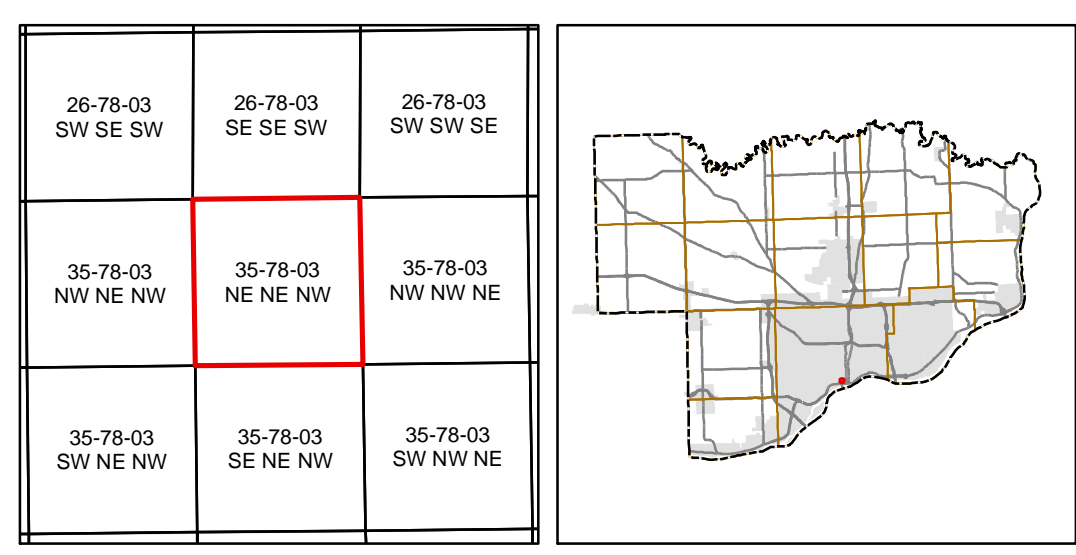 26-78-03
SW SE SW
26-78-03
SE SE SW
26-78-03
SW SW SE
35-78-03
NW NE NW
35-78-03
NE NE NW
35-78-03
NW NW NE
35-78-03
SW NE NW
35-78-03
SE NE NW
35-78-03
SW NW NE